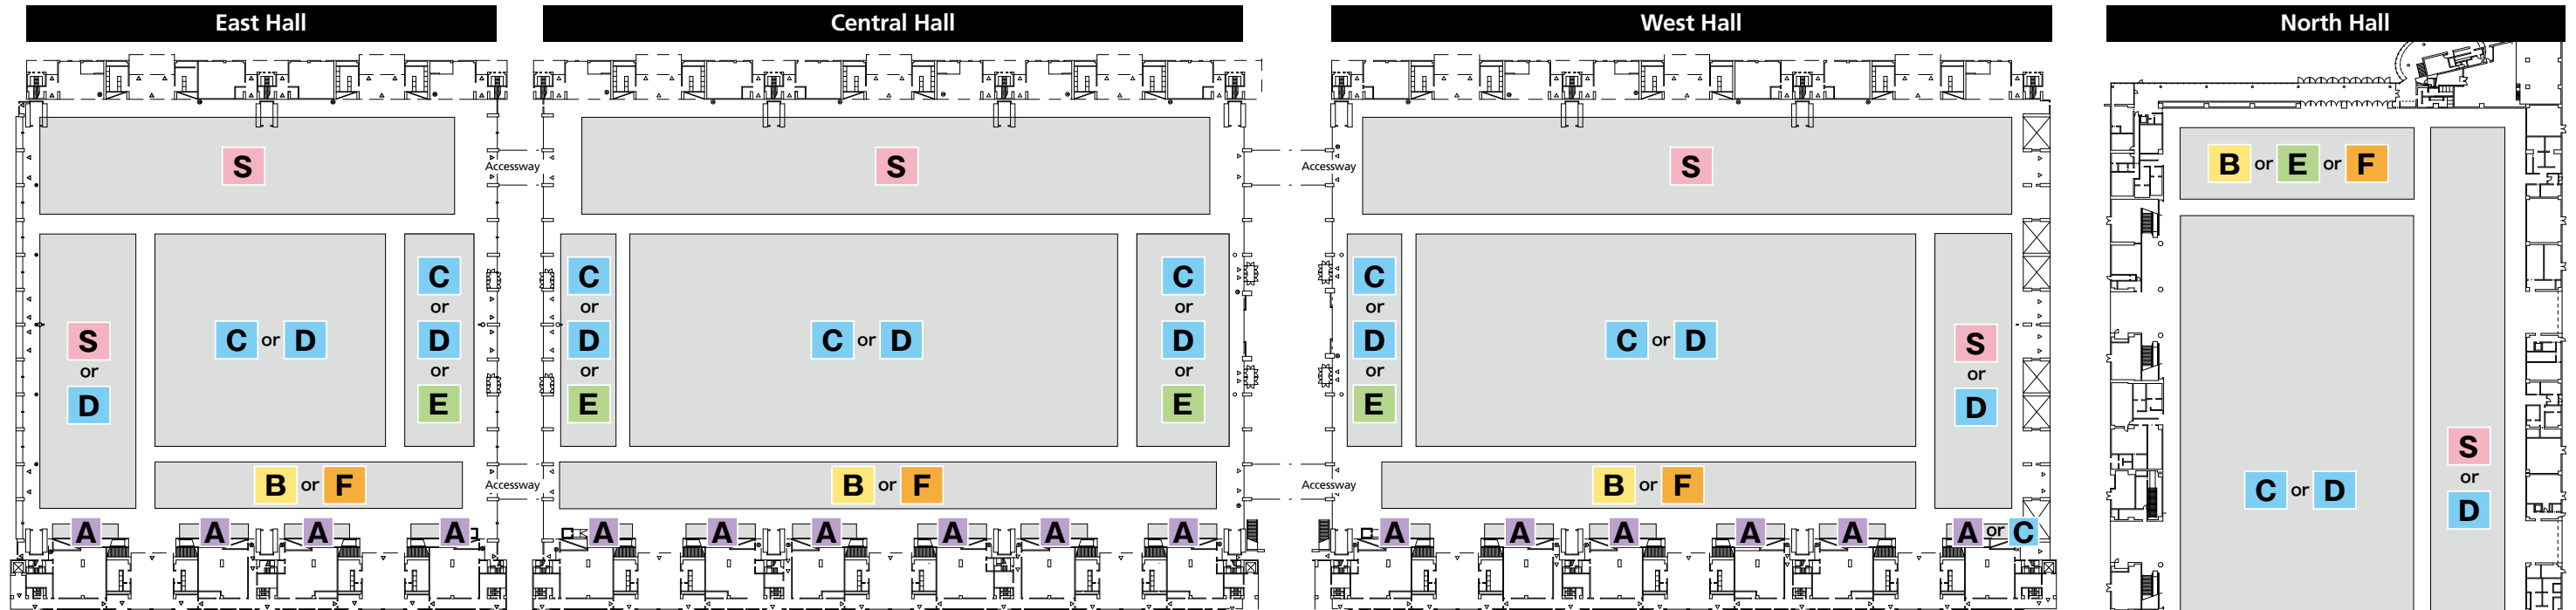 East Hall
Central Hall
West Hall
North Hall
S
Accessway
S
Accessway
S
B or E or F
S
or
D
C or D
C
or
D
or
E
C
or
D
or
E
C or D
C
or
D
or
E
C
or
D
or
E
C or D
S
or
D
C or D
S
or
D
B or F
Accessway
B or F
Accessway
B or F
A A A A
A A A A A A
A A A A A A or C